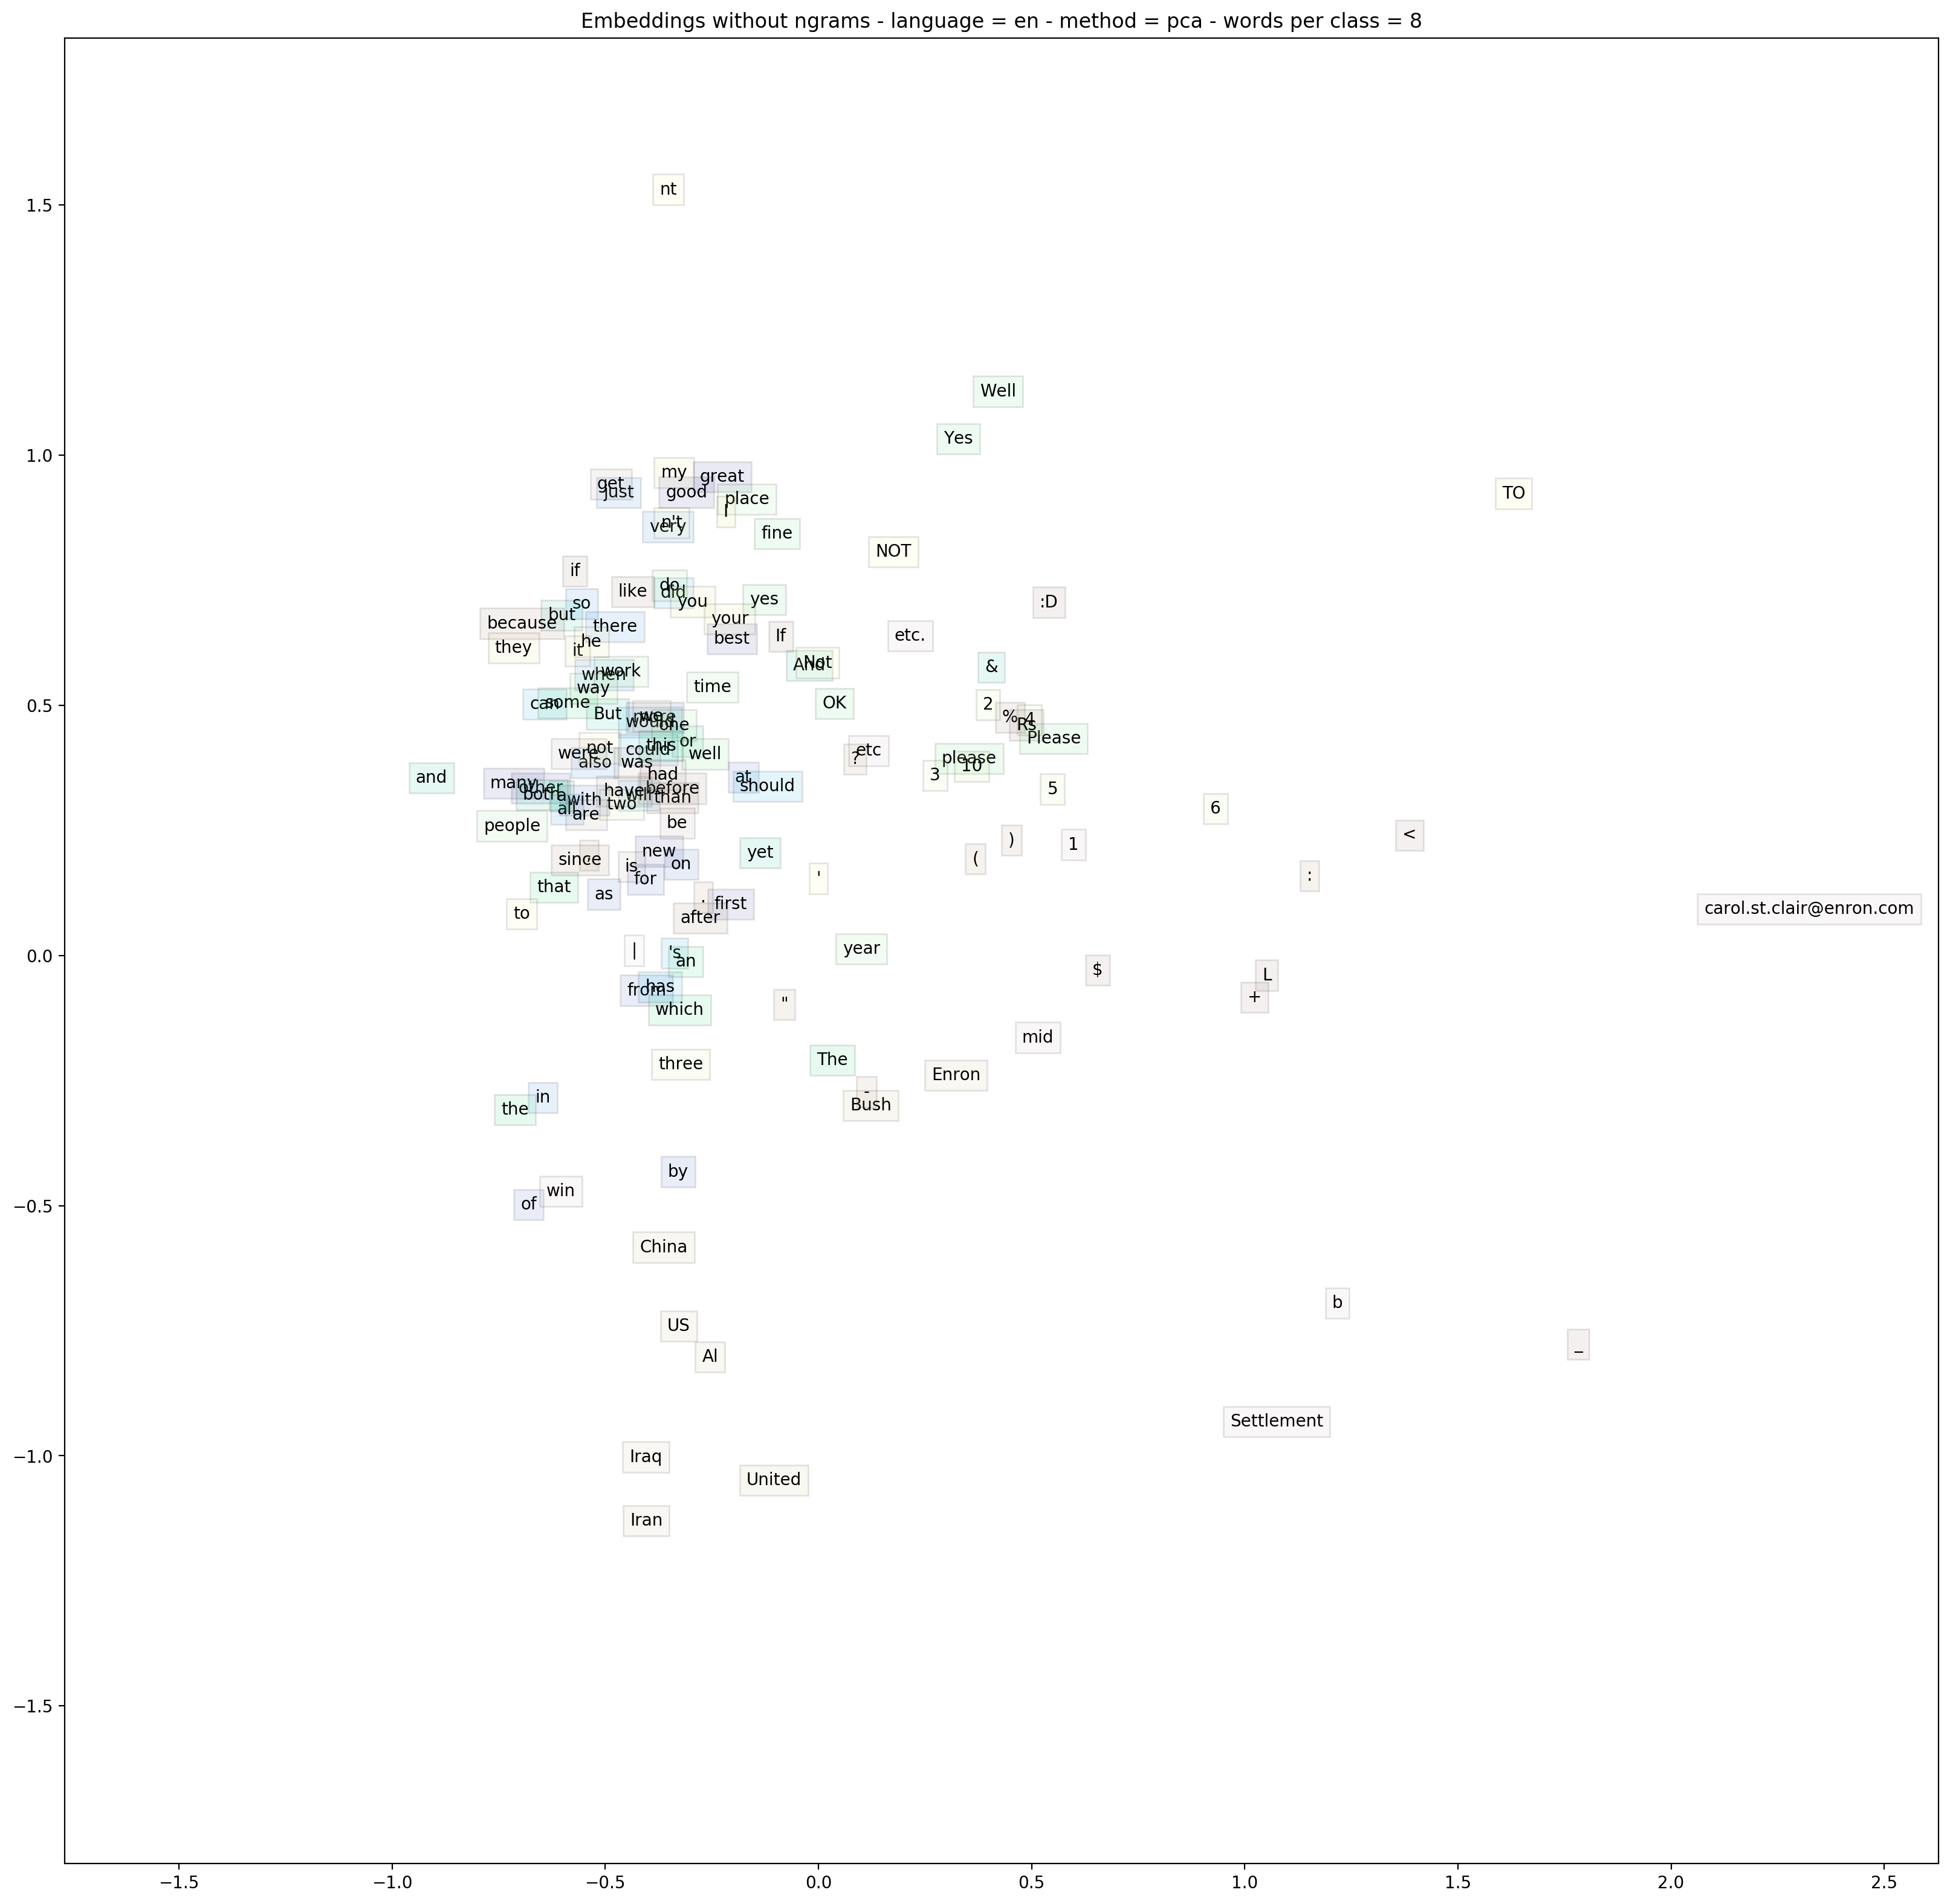 Embeddings without ngrams - language = en - method = pca - words per class = 8
nt
1.5
Well
Yes
1.0
my
great
get
just
good
place
TO
I
n't
very
fine
NOT
if
like
do
did
:D
so
you
yes
but
your
because
there
best
If
etc.
he
they
it
And
Not
&
when
work
way
time
can
some
OK
2
0.5
But
we
more
would
one
%
4
Rs
Please
this
or
not
could
were
well
etc
?
also
was
please
10
had
and
at
3
many
other
have
before
should
5
both
with
will
than
all
two
are
6
people
be
<
)
1
new
yet
since
is
on
(
for
'
:
that
as
first
to
after
carol.st.clair@enron.com
|
's
year
0.0
an
$
L
has
from
+
"
which
mid
three
The
Enron
-
Bush
in
the
by
win
of
−0.5
China
b
US
_
Al
Settlement
Iraq
−1.0
United
Iran
−1.5
−1.5
−1.0
−0.5
0.0
0.5
1.0
1.5
2.0
2.5